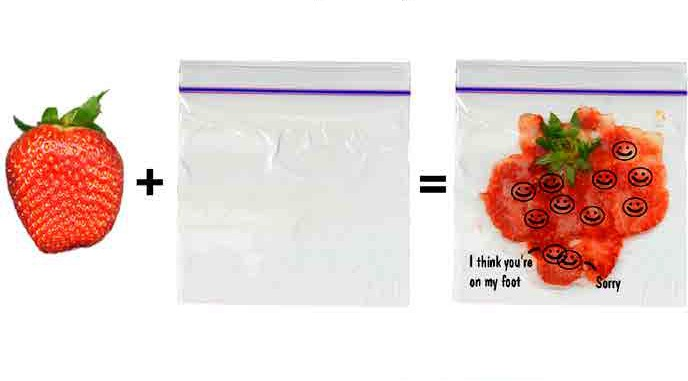 +
=
I think you're
on my foot
Sorry